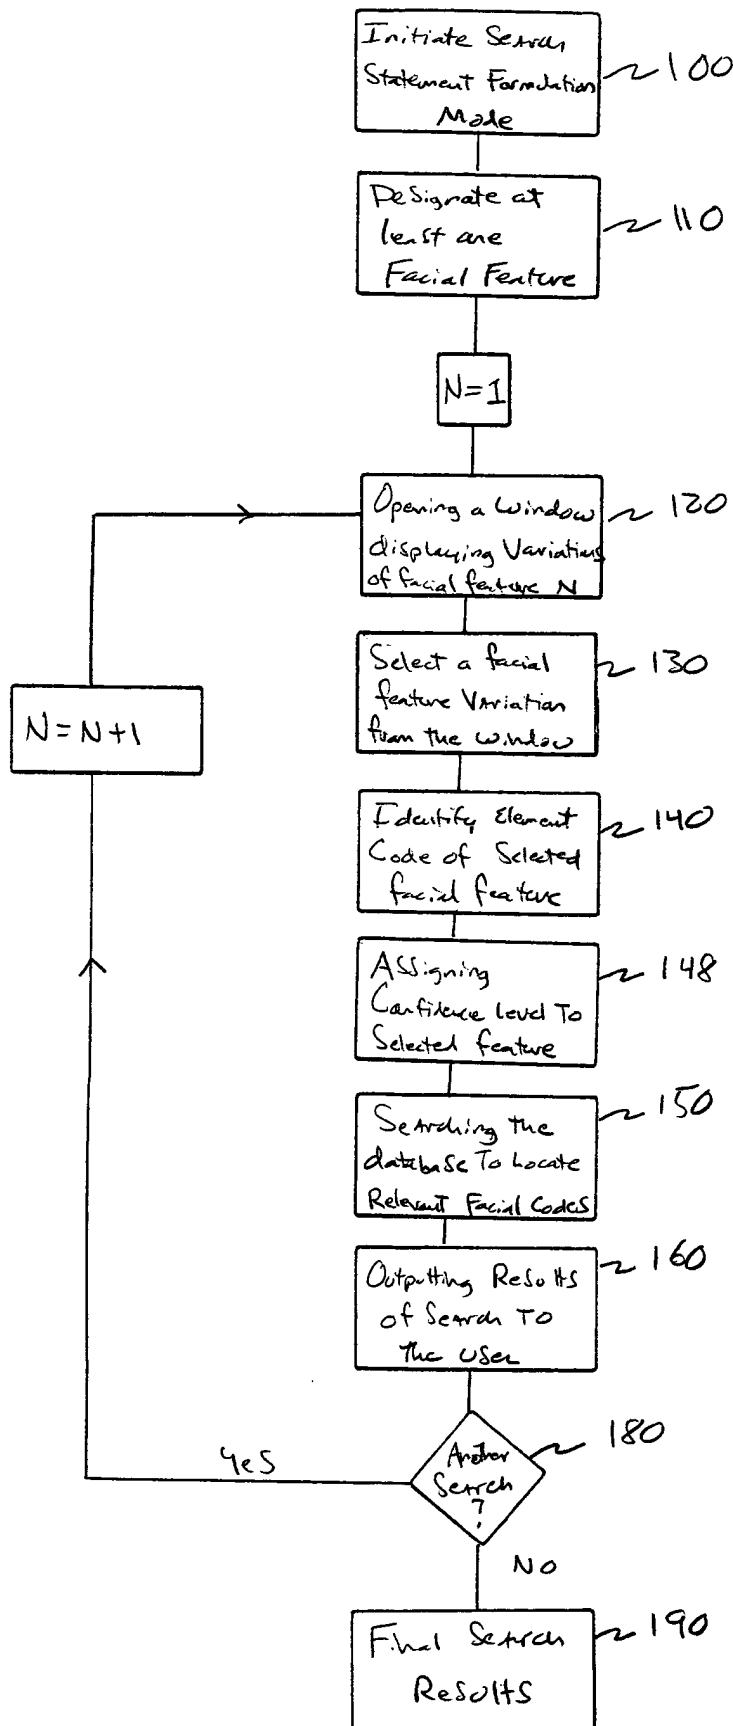 Initiate Search
Statement Formulation
Mode
100
Designate at
least one
Facial Feature
110
N=1
Opening a Window
displaying Variations
of facial feature N
120
Select a facial
feature Variation
from the window
130
N=N+1
Identify Element
Code of Selected
facial feature
140
Assigning
Confidence level To
Selected feature
148
Searching the
database To Locate
Relevant Facial Codes
150
Outputting Results
of Search To
the User
160
Another
Search
?
180
Yes
No
Final Search
Results
190